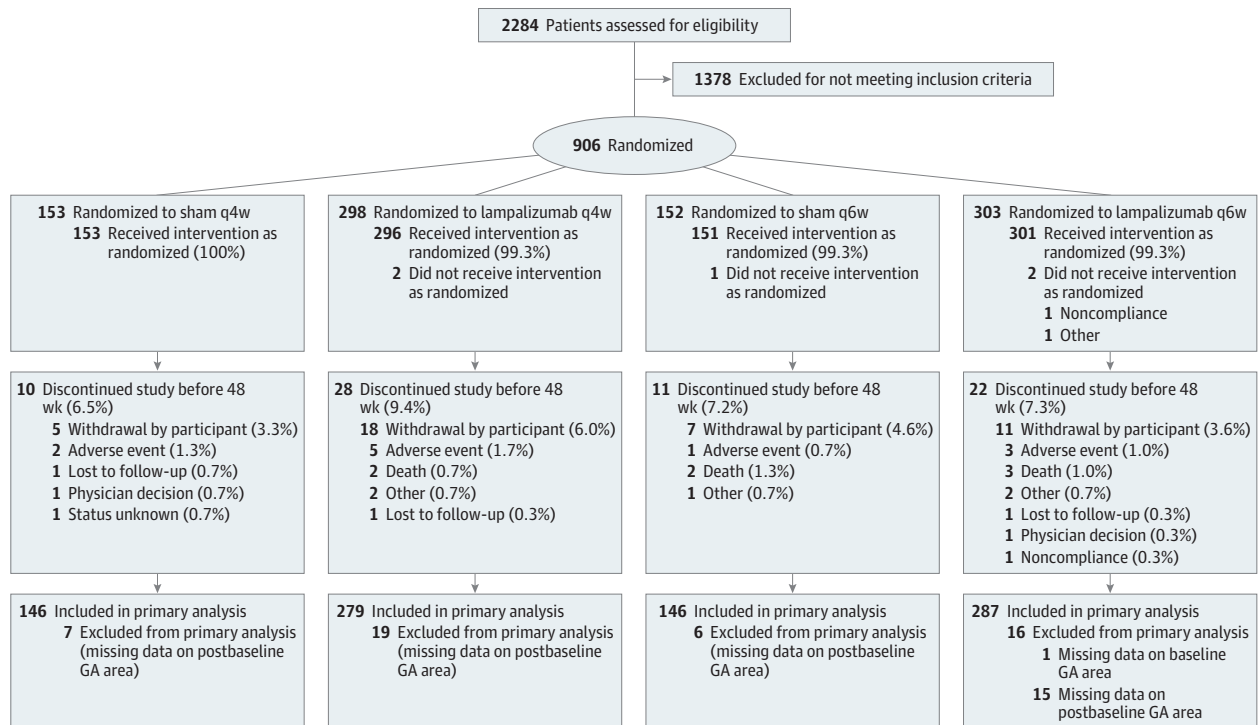 2284 Patients assessed for eligibility
1378 Excluded for not meeting inclusion criteria
906 Randomized
153 Randomized to sham q4w
153 Received intervention as
randomized (100%)
298 Randomized to lampalizumab q4w
296 Received intervention as
randomized (99.3%)
2 Did not receive intervention
as randomized
152 Randomized to sham q6w
151 Received intervention as
randomized (99.3%)
1 Did not receive intervention
as randomized
303 Randomized to lampalizumab q6w
301 Received intervention as
randomized (99.3%)
2 Did not receive intervention
as randomized
1 Noncompliance
1 Other
10 Discontinued study before 48
wk (6.5%)
5 Withdrawal by participant (3.3%)
2 Adverse event (1.3%)
1 Lost to follow-up (0.7%)
1 Physician decision (0.7%)
1 Status unknown (0.7%)
28 Discontinued study before 48
wk (9.4%)
18 Withdrawal by participant (6.0%)
5 Adverse event (1.7%)
2 Death (0.7%)
2 Other (0.7%)
1 Lost to follow-up (0.3%)
11 Discontinued study before 48
wk (7.2%)
7 Withdrawal by participant (4.6%)
1 Adverse event (0.7%)
2 Death (1.3%)
1 Other (0.7%)
22 Discontinued study before 48
wk (7.3%)
11 Withdrawal by participant (3.6%)
3 Adverse event (1.0%)
3 Death (1.0%)
2 Other (0.7%)
1 Lost to follow-up (0.3%)
1 Physician decision (0.3%)
1 Noncompliance (0.3%)
146 Included in primary analysis
7 Excluded from primary analysis
(missing data on postbaseline
GA area)
279 Included in primary analysis
19 Excluded from primary analysis
(missing data on postbaseline
GA area)
146 Included in primary analysis
6 Excluded from primary analysis
(missing data on postbaseline
GA area)
287 Included in primary analysis
16 Excluded from primary analysis
1 Missing data on baseline
GA area
15 Missing data on
postbaseline GA area